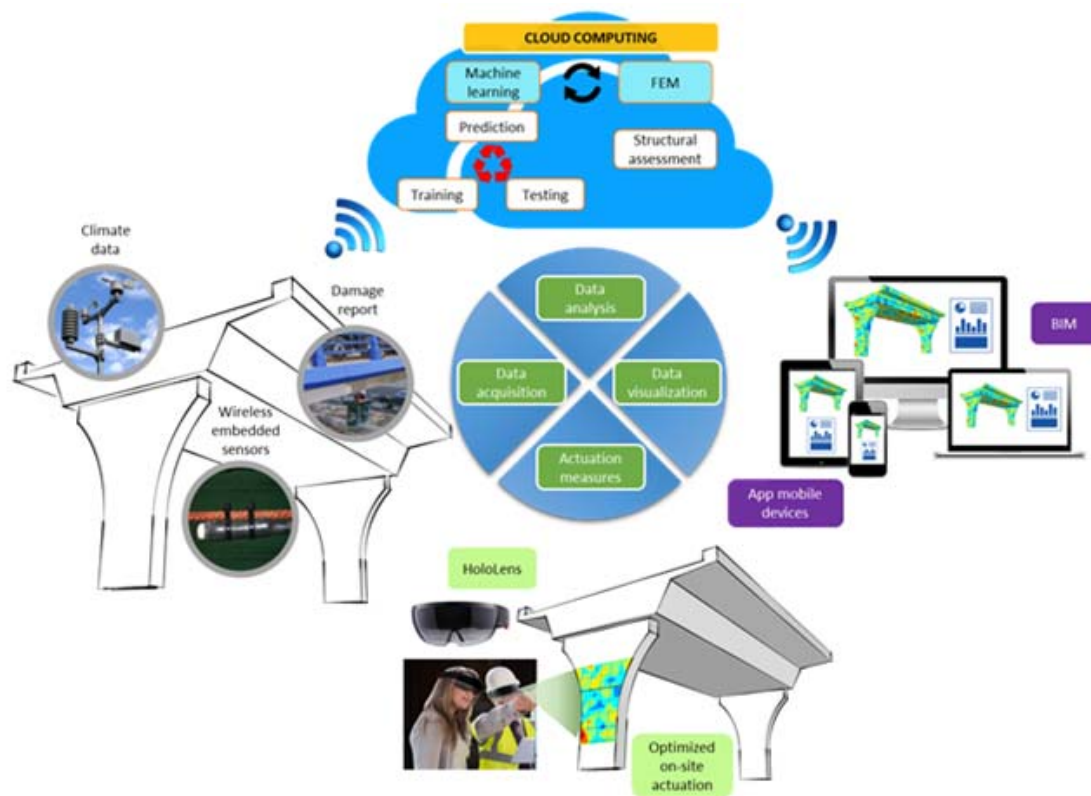 CLOUD COMPUTING
Machine
learning
FEM
Prediction
Structural
assessment
Training
Testing
Climate
data
Damage
report
Data
analysis
BIM
Data
acquisition
Data
visualization
Wireless
embedded
sensors
Actuation
measures
App mobile
devices
HoloLens
Optimized
on-site
actuation